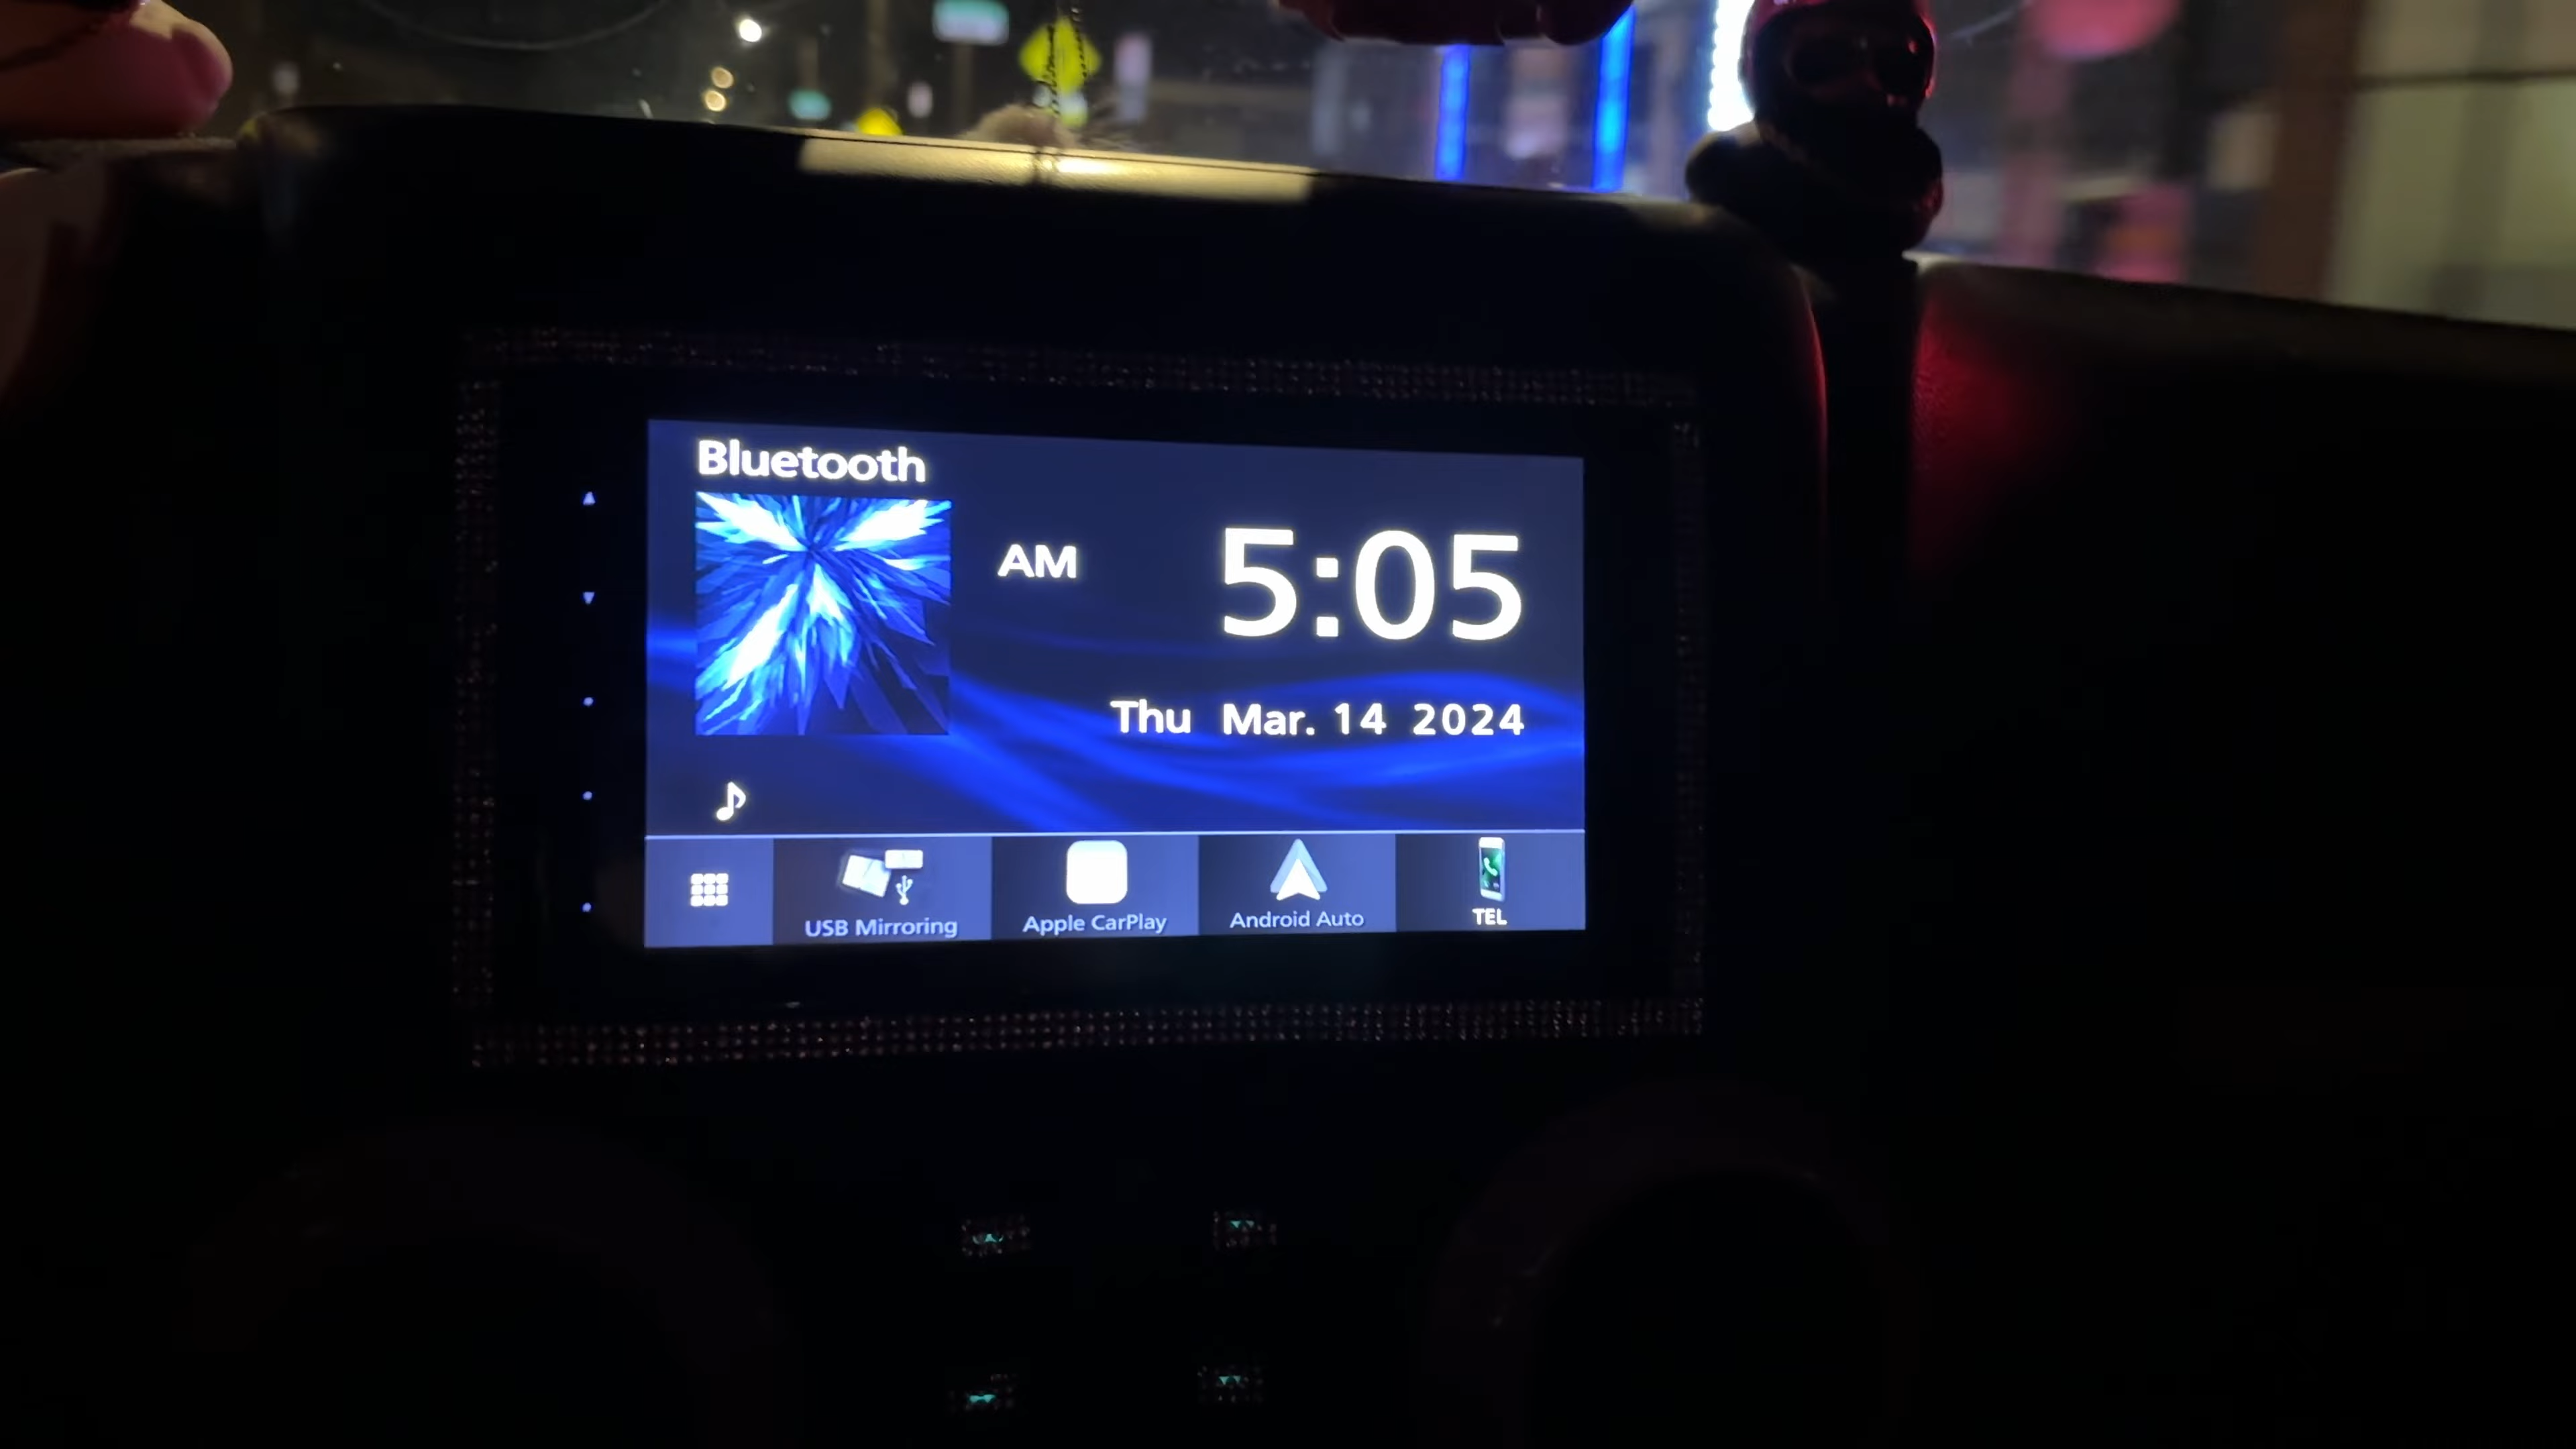 Bluetooth
AM 5:05
Thu Mar. 14 2024
USB Mirroring
Apple CarPlay
Android Auto
TEL